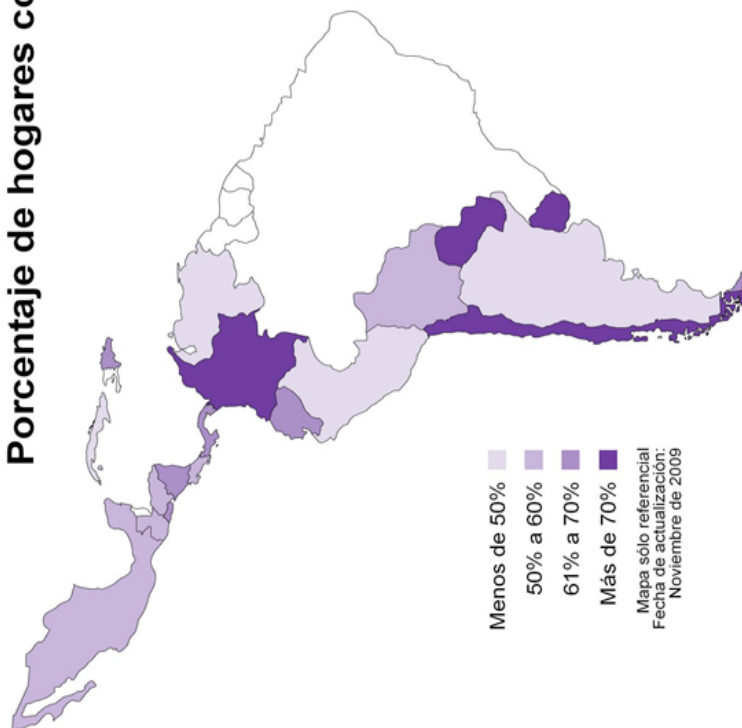 Porcentaje de hogares
Menos de 50%
50% a 60%
61% a 70%
Más de 70%
Mapa sólo referencial
Fecha de actualización:
Noviembre de 2009